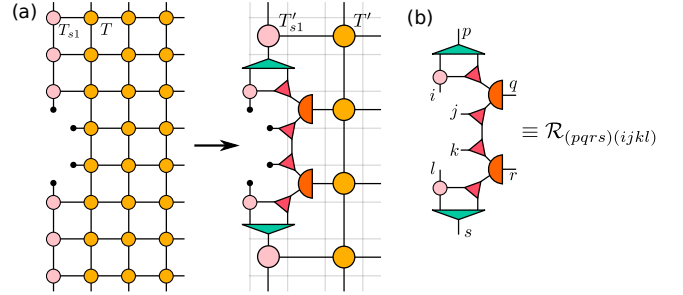 (a)
T_{s1} T
T'_{s1} T'
(b)
p
q
i
j
k
l
r
s
≡ ℛ_{(pqrs)(ijkl)}